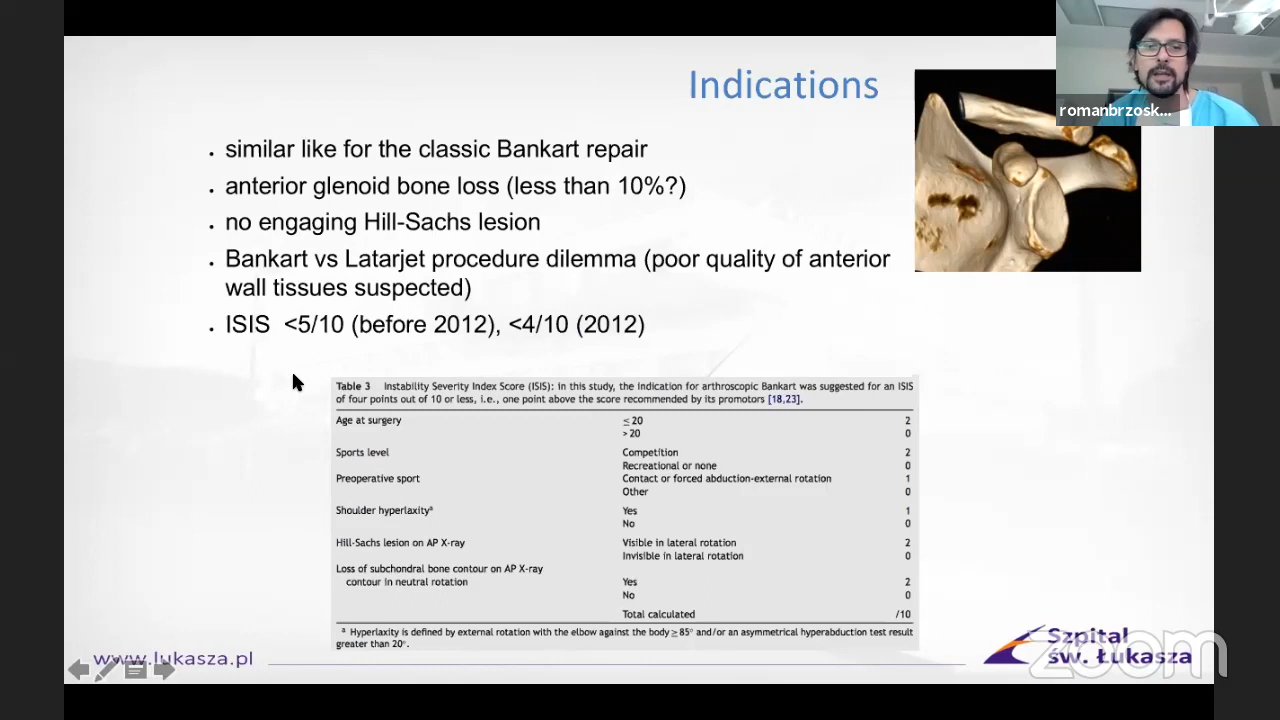 Indications
romanbrzosk...
. similar like for the classic Bankart repair
. anterior glenoid bone loss (less than 10%?)
. no engaging Hill-Sachs lesion
. Bankart vs Latarjet procedure dilemma (poor quality of anterior
wall tissues suspected)
. ISIS <5/10 (before 2012), <4/10 (2012)
Table 3 Instability Severity Index Score (ISIS): in this study, the indication for arthroscopic Bankart was suggested for an ISIS
of four points out of 10 or less, i.e., one point above the score recommended by its promotors [18,23].
Age at surgery ≤ 20 2
> 20 0
Sports level Competition 2
Recreational or none 0
Preoperative sport Contact or forced abduction-external rotation 1
Other 0
Shoulder hyperlaxityª Yes 1
No 0
Hill-Sachs lesion on AP X-ray Visible in lateral rotation 2
Invisible in lateral rotation 0
Loss of subchondral bone contour on AP X-ray
contour in neutral rotation Yes 2
No 0
Total calculated /10
ª Hyperlaxity is defined by external rotation with the elbow against the body ≥ 85° and/or an asymmetrical hyperabduction test result
greater than 20°.
www.lukasza.pl
Szpital
św. Łukasza
zoom